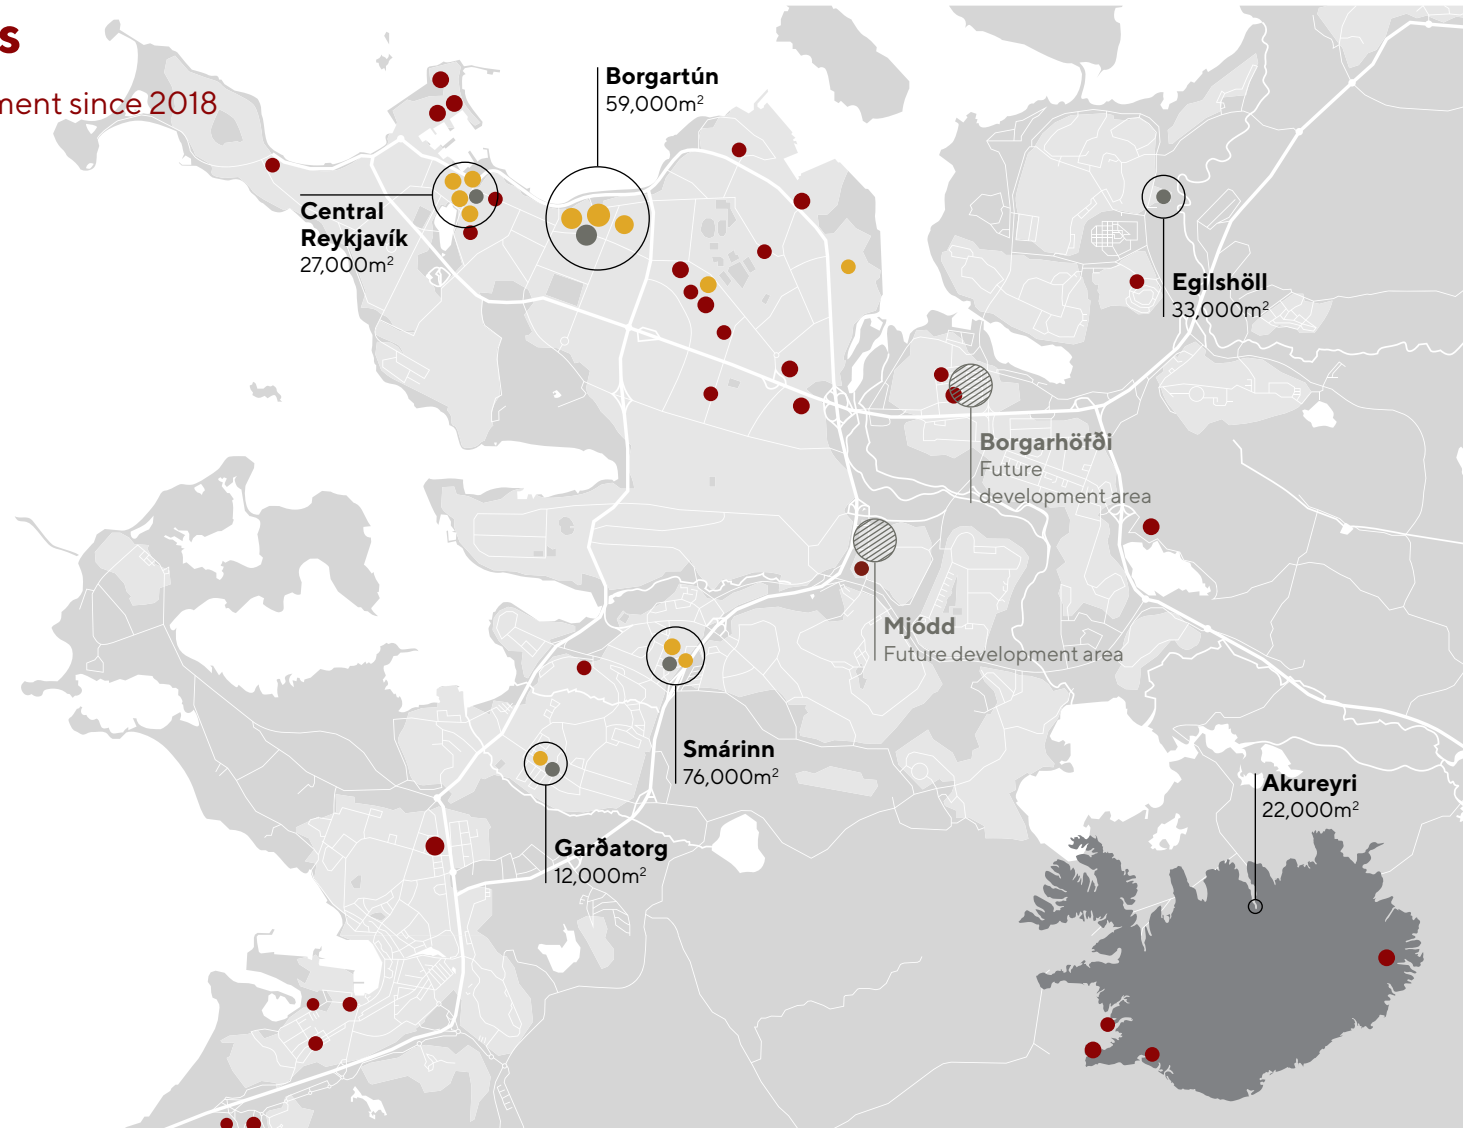 s
ment since 2018
Borgartún
59,000m²
Central
Reykjavík
27,000m²
Egilshöll
33,000m²
Borgarhöfði
Future
development area
Mjódd
Future development area
Smárinn
76,000m²
Akureyri
22,000m²
Garðatorg
12,000m²